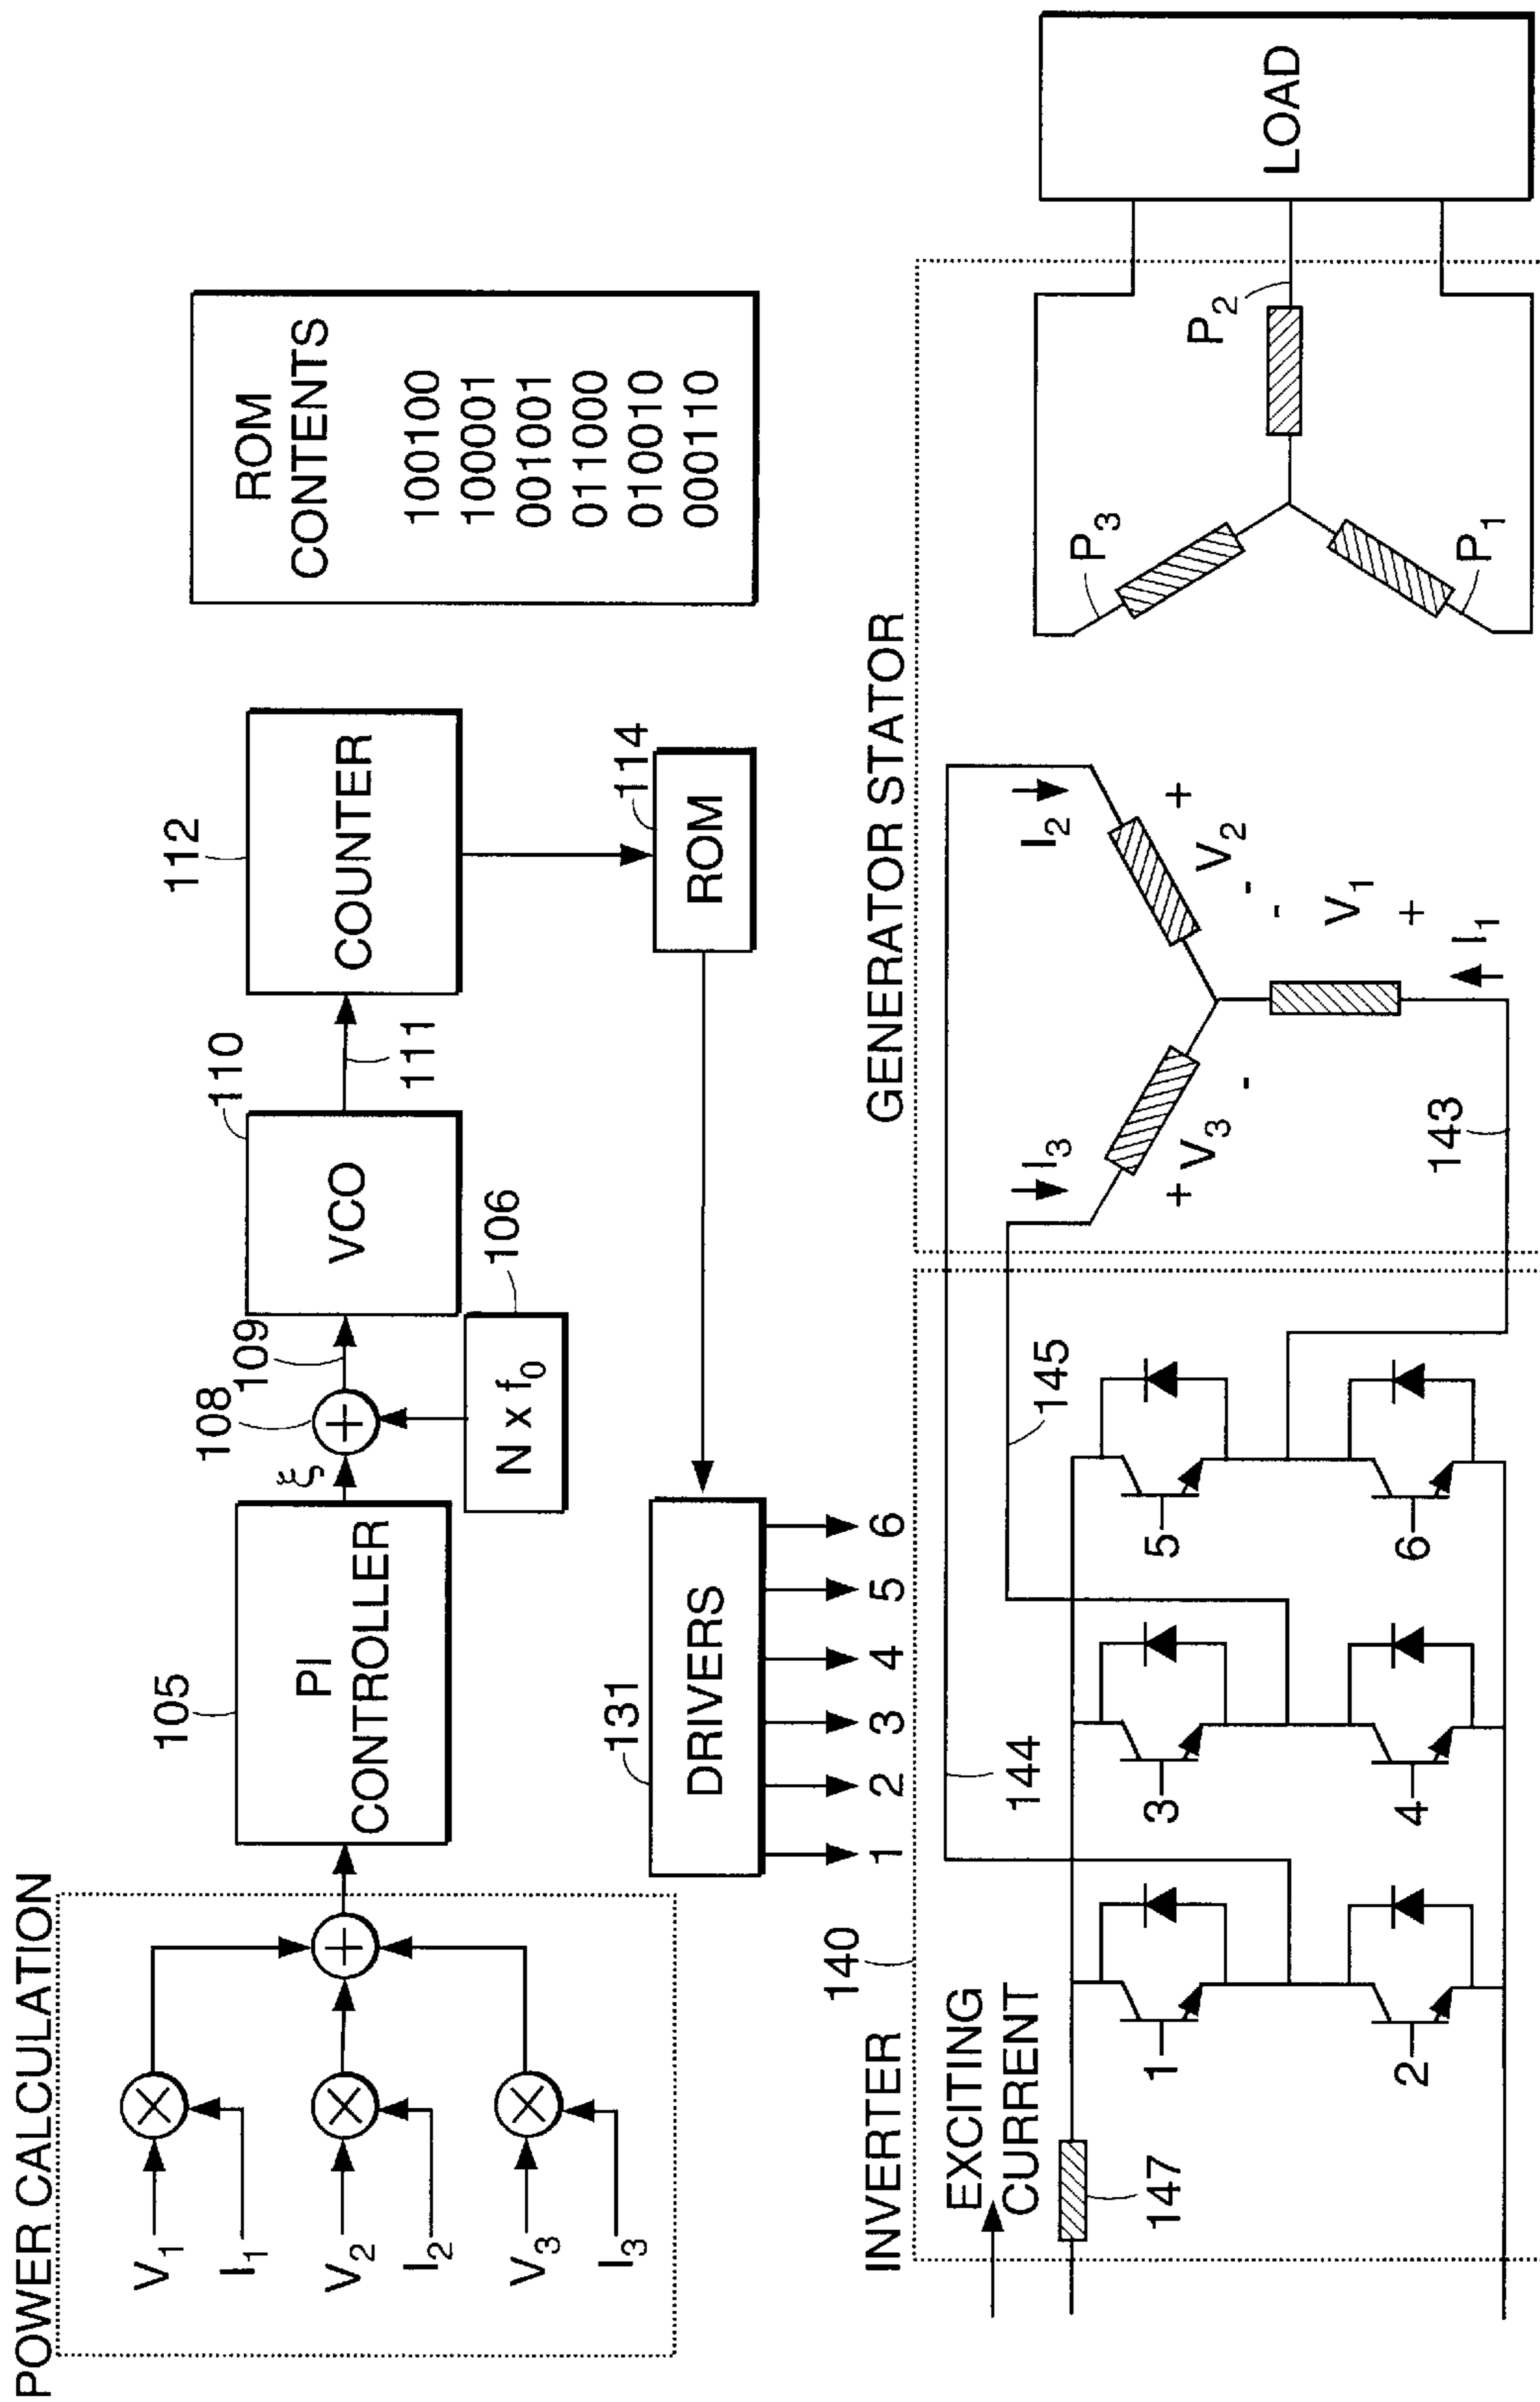 POWER CALCULATION
V1
I1
V2
I2
V3
I3
105
PI
CONTROLLER
ξ
108
109
N x f0
106
110
VCO
111
112
COUNTER
114
ROM
ROM
CONTENTS
100100
100001
001001
011000
010010
000110
131
DRIVERS
1 2 3 4 5 6
INVERTER
140
EXCITING
CURRENT
147
144
145
1
2
3
4
5
6
143
GENERATOR STATOR
I3
+ V3 -
I2
+
V2
-
-
V1
+
I1
P3
P2
P1
LOAD